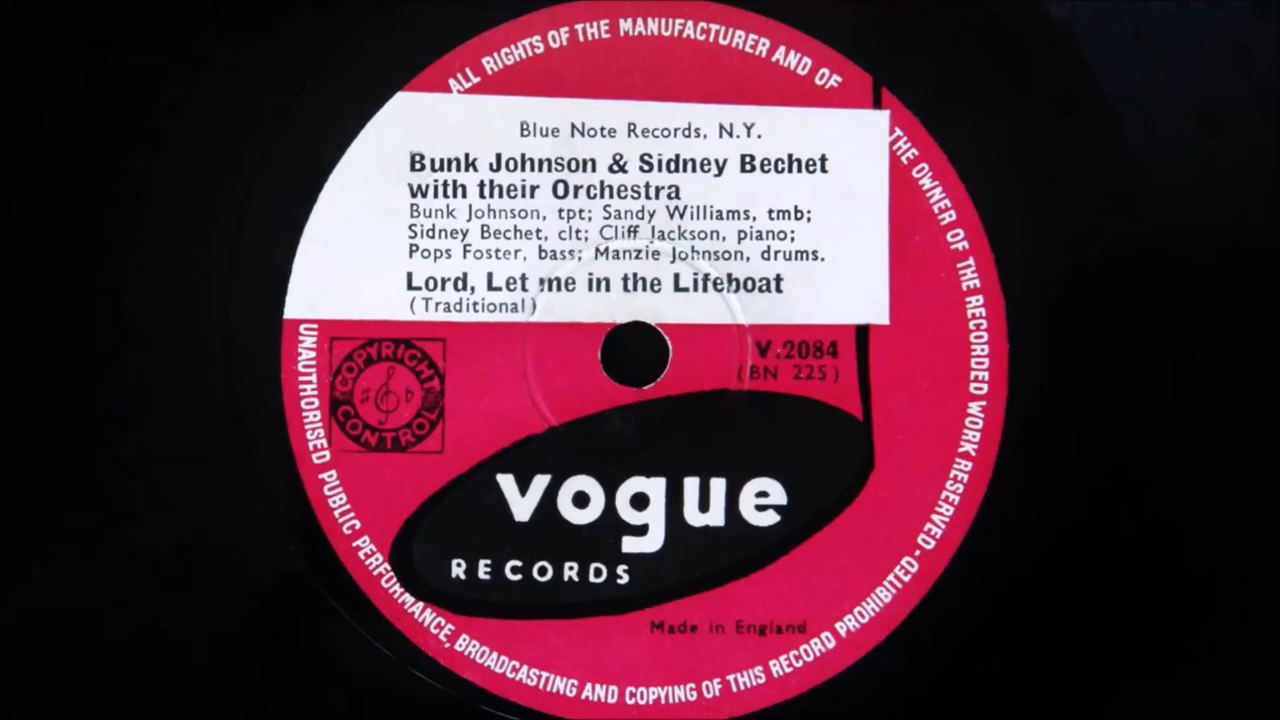 ALL RIGHTS OF THE MANUFACTURER AND OF THE OWNER OF THE RECORDED WORK RESERVED - UNAUTHORISED PUBLIC PERFORMANCE, BROADCASTING AND COPYING OF THIS RECORD PROHIBITED-
Blue Note Records, N.Y.
Bunk Johnson & Sidney Bechet
with their Orchestra
Bunk Johnson, tpt; Sandy Williams, tmb;
Sidney Bechet, clt; Cliff Jackson, piano;
Pops Foster, bass; Manzie Johnson, drums.
Lord, Let me in the Lifeboat
(Traditional)
COPYRIGHT
CONTROL
V.2084
(BN 225)
vogue
RECORDS
Made in England